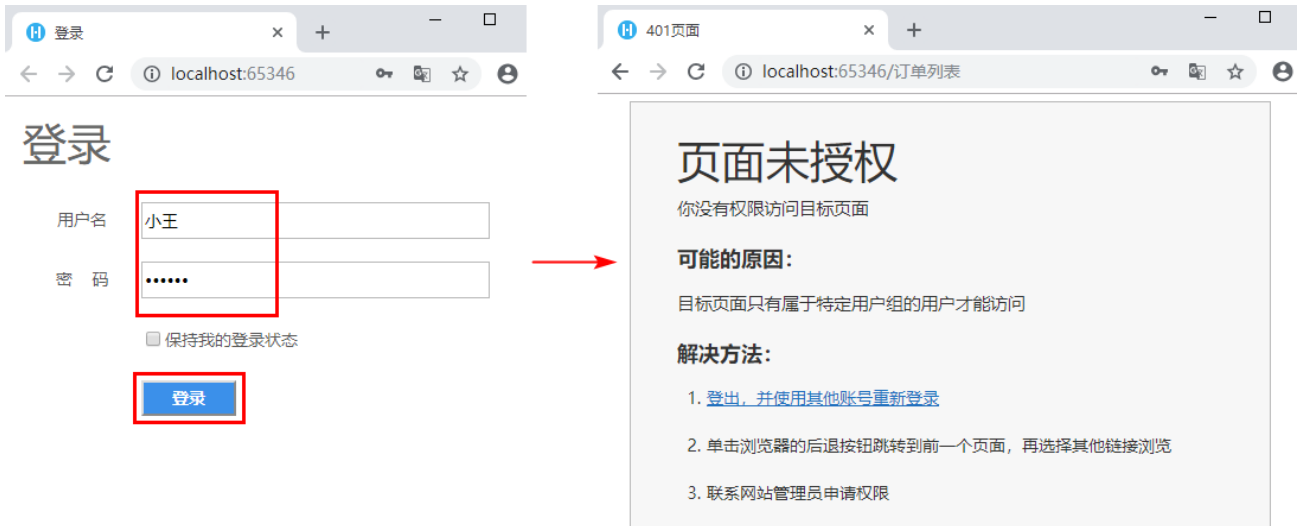 登录
localhost:65346
登录
用户名
小王
密 码
••••••
保持我的登录状态
登录
401页面
localhost:65346/订单列表
页面未授权
你没有权限访问目标页面
可能的原因：
目标页面只有属于特定用户组的用户才能访问
解决方法：
1. 登出，并使用其他账号重新登录
2. 单击浏览器的后退按钮跳转到前一个页面，再选择其他链接浏览
3. 联系网站管理员申请权限